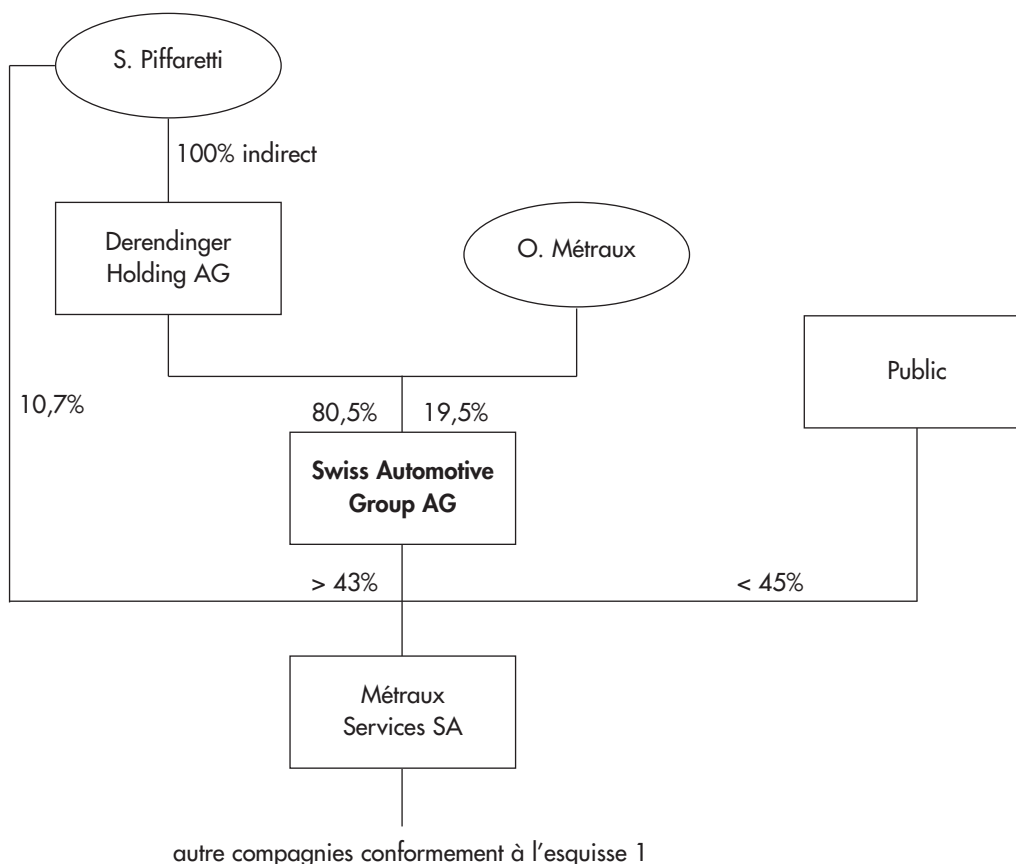 S. Piffaretti
100% indirect
Derendinger
Holding AG
O. Métraux
Public
10,7%
80,5%
19,5%
Swiss Automotive
Group AG
> 43%
< 45%
Métraux
Services SA
autre compagnies conformement à l'esquisse 1